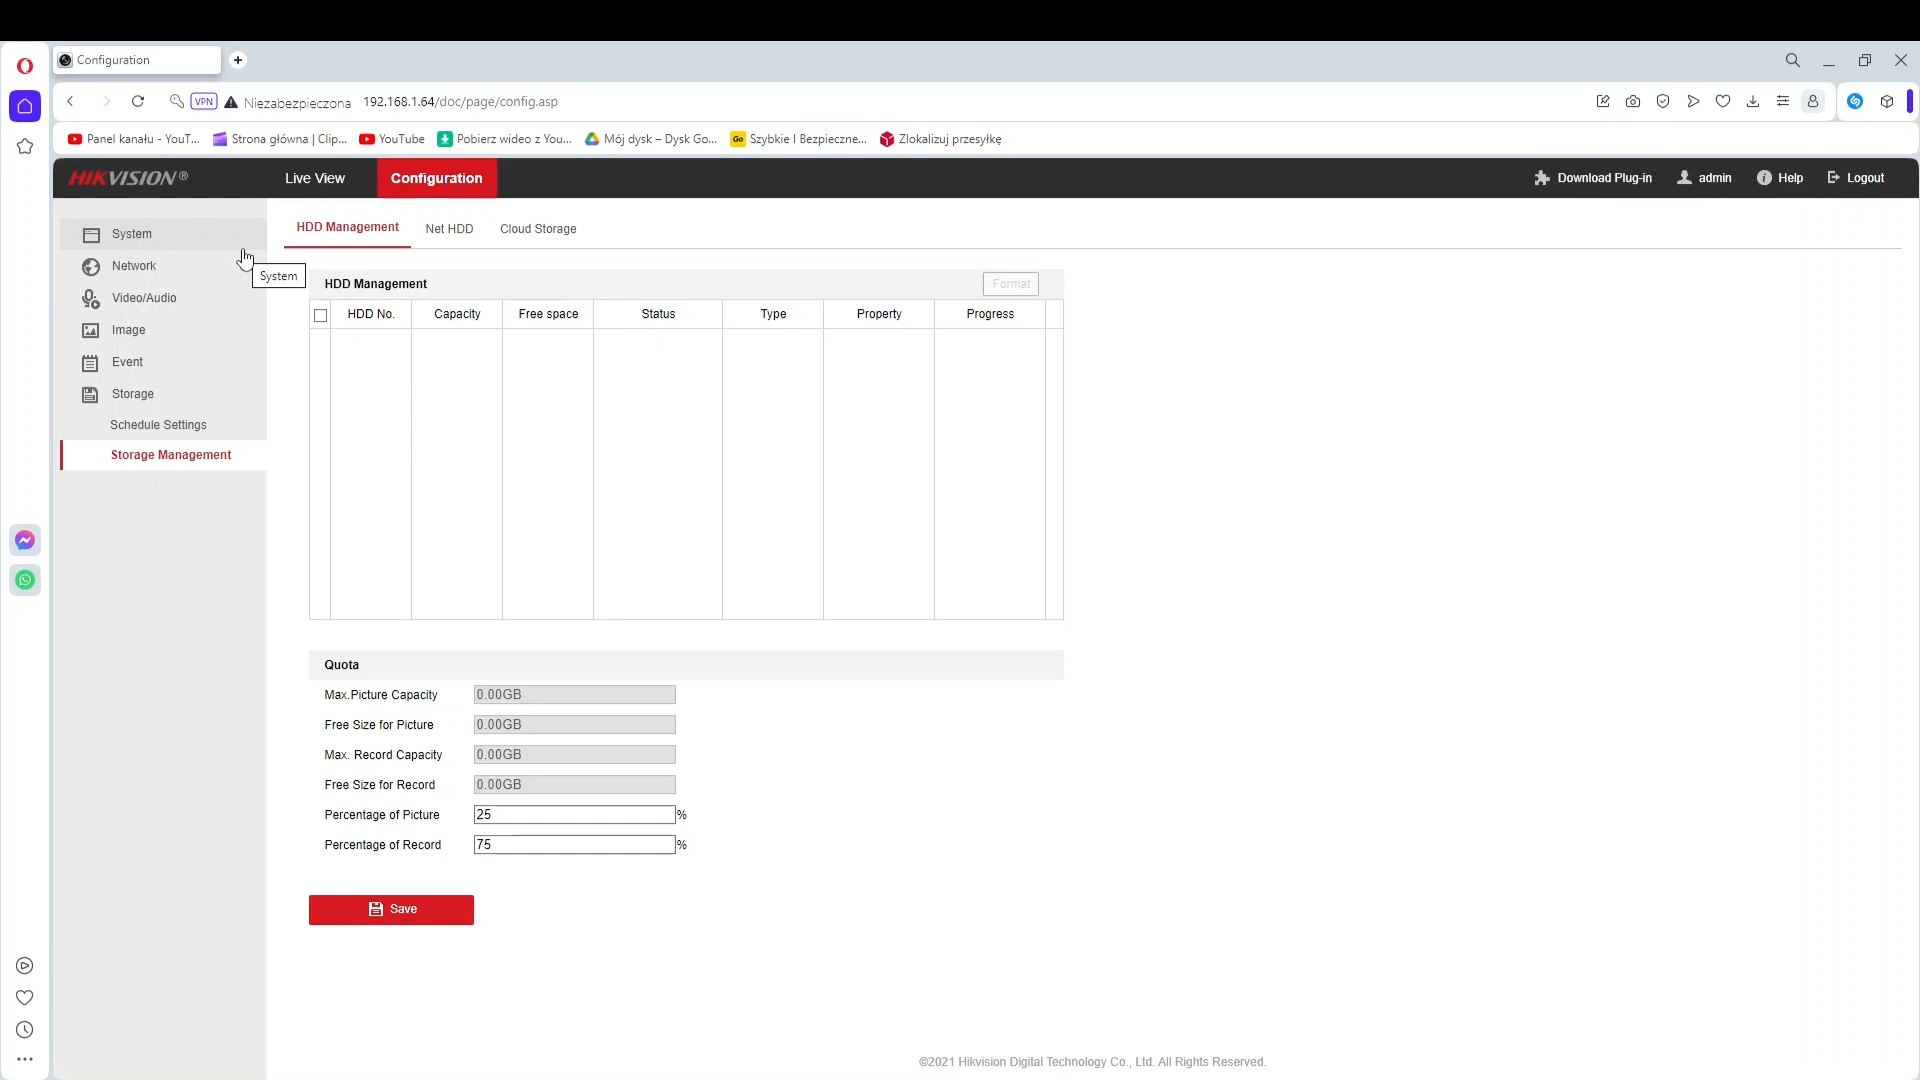 Configuration
VPN Niezabezpieczona 192.168.1.64/doc/page/config.asp
Panel kanału - YouT... Strona główna | Clip... YouTube Pobierz wideo z You... Mój dysk – Dysk Go... Go Szybkie I Bezpieczne... Zlokalizuj przesyłkę
HIKVISION® Live View Configuration Download Plug-in admin Help Logout
System
Network
Video/Audio
Image
Event
Storage
Schedule Settings
Storage Management
System
HDD Management Net HDD Cloud Storage
HDD Management Format
HDD No. Capacity Free space Status Type Property Progress
Quota
Max.Picture Capacity 0.00GB
Free Size for Picture 0.00GB
Max. Record Capacity 0.00GB
Free Size for Record 0.00GB
Percentage of Picture 25 %
Percentage of Record 75 %
Save
©2021 Hikvision Digital Technology Co., Ltd. All Rights Reserved.